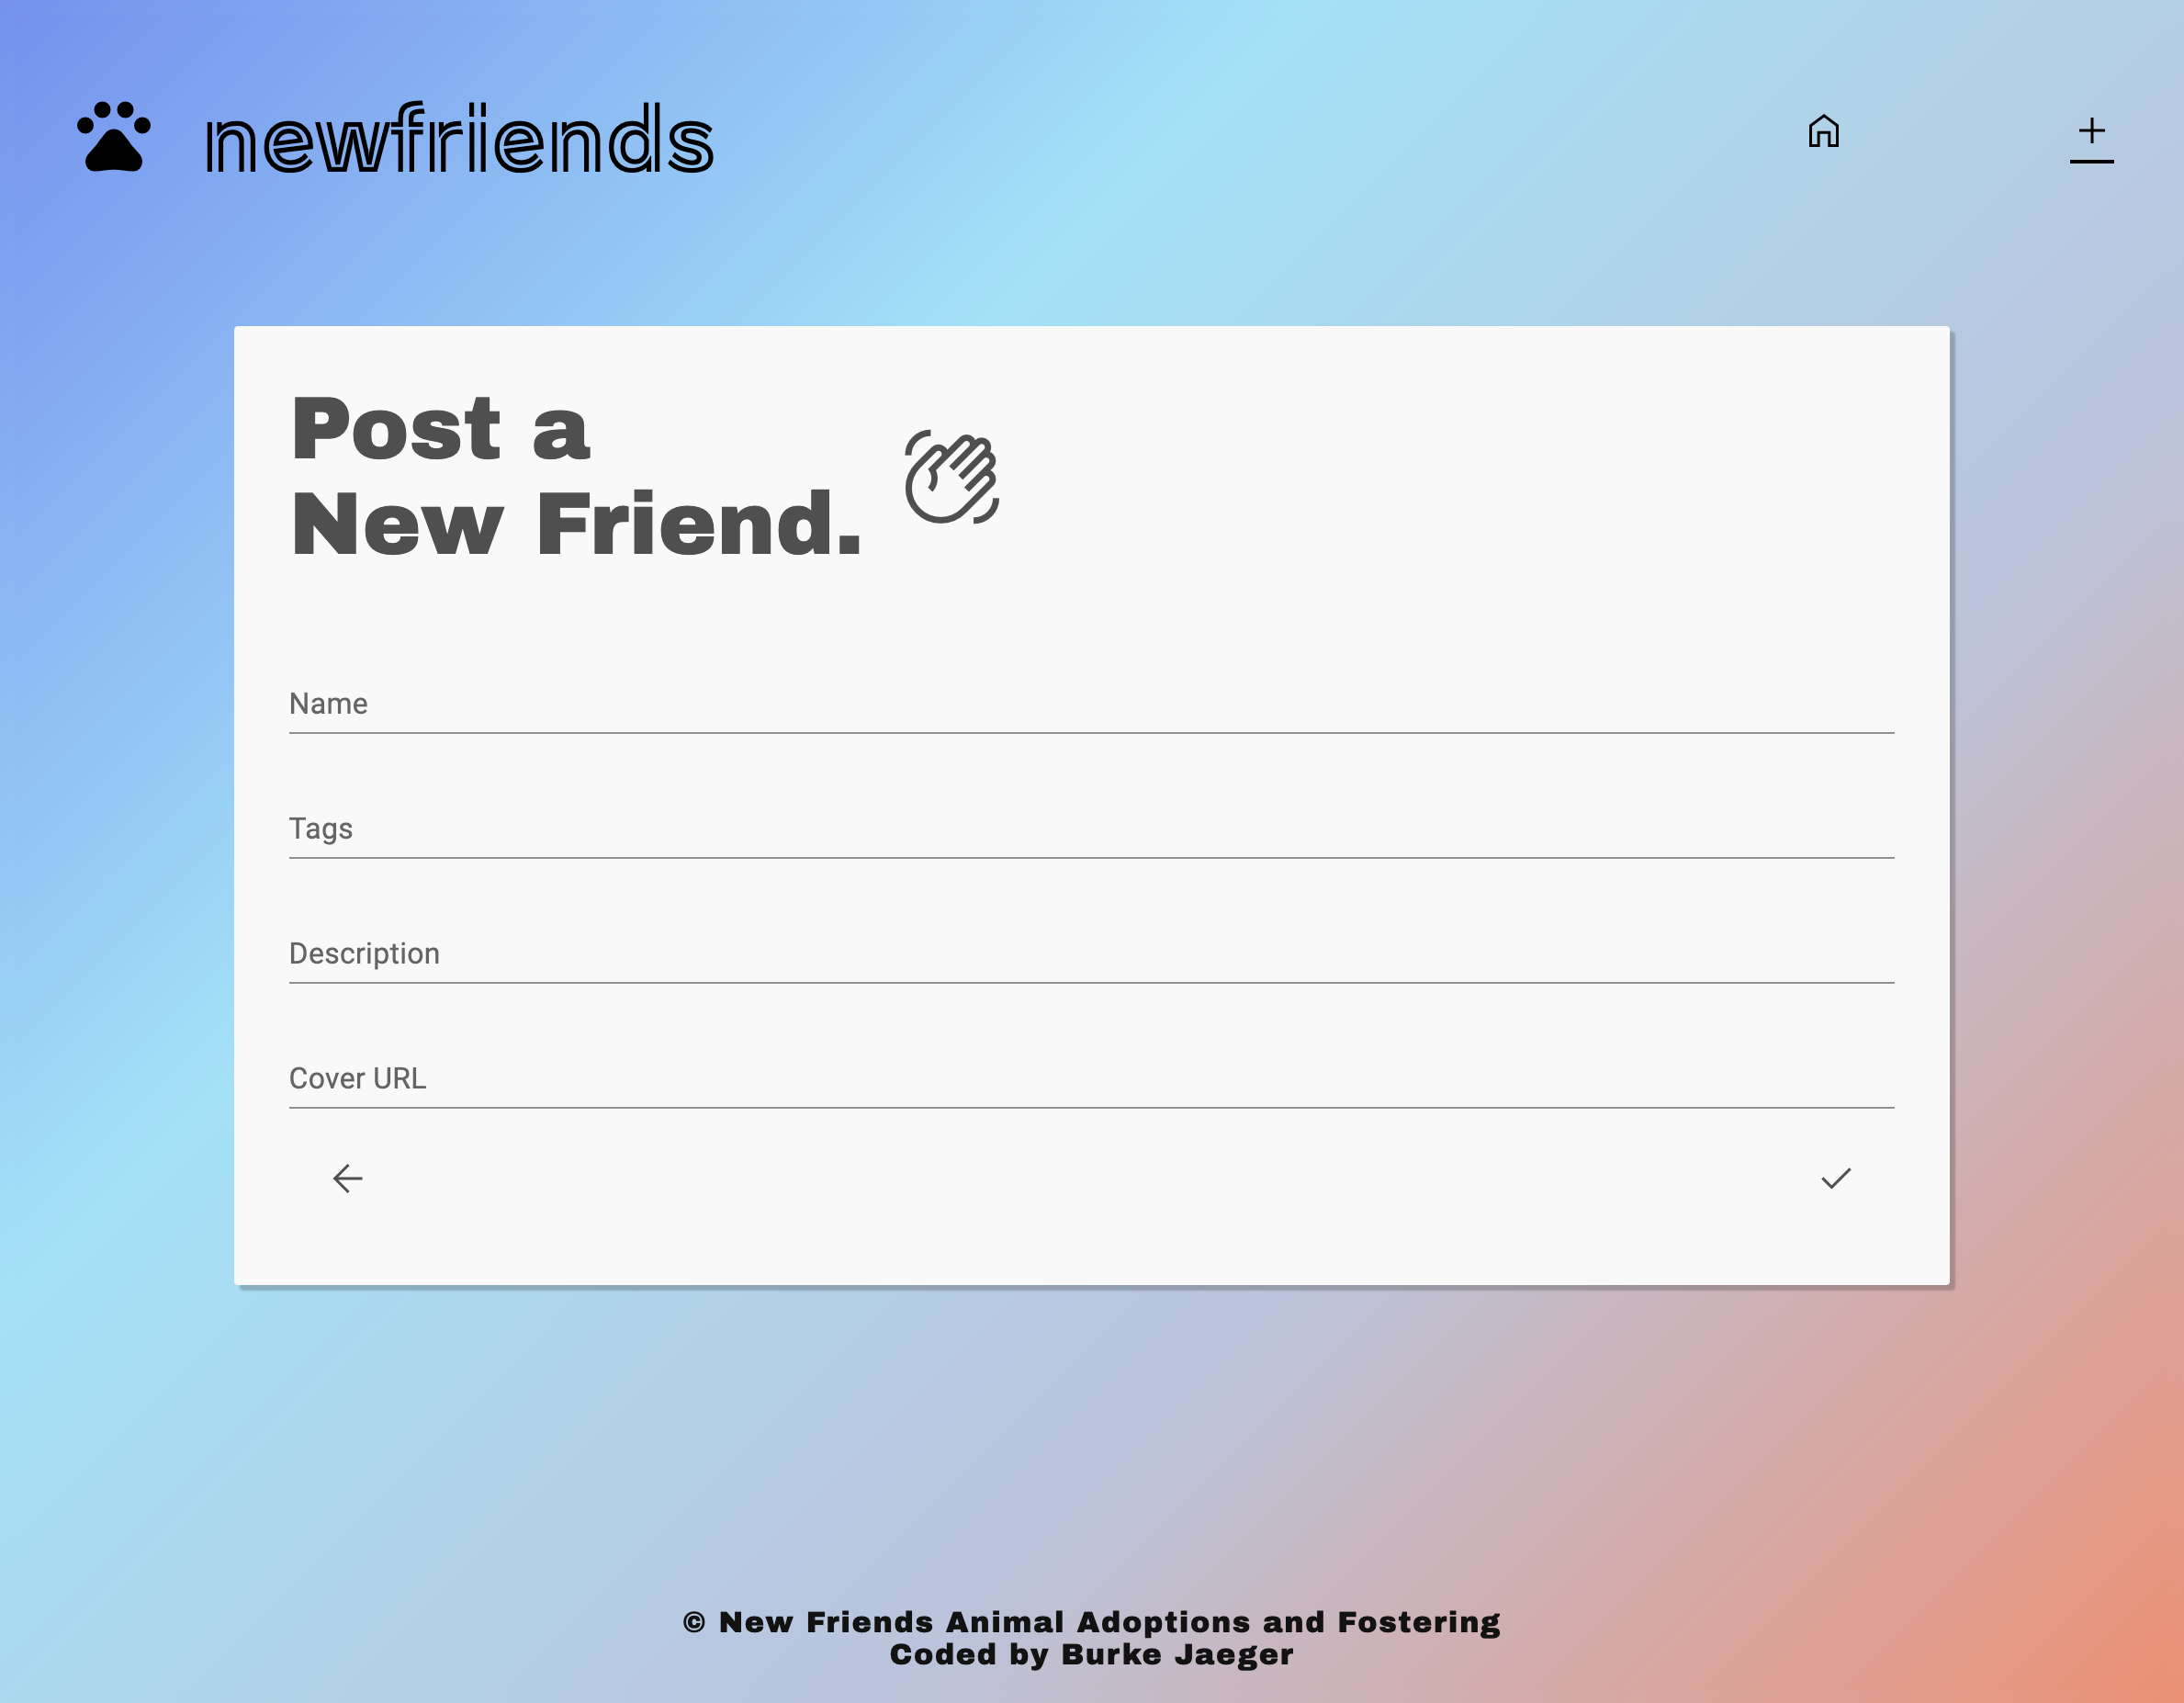 newfriends
Post a
New Friend.
Name
Tags
Description
Cover URL
© New Friends Animal Adoptions and Fostering
Coded by Burke Jaeger